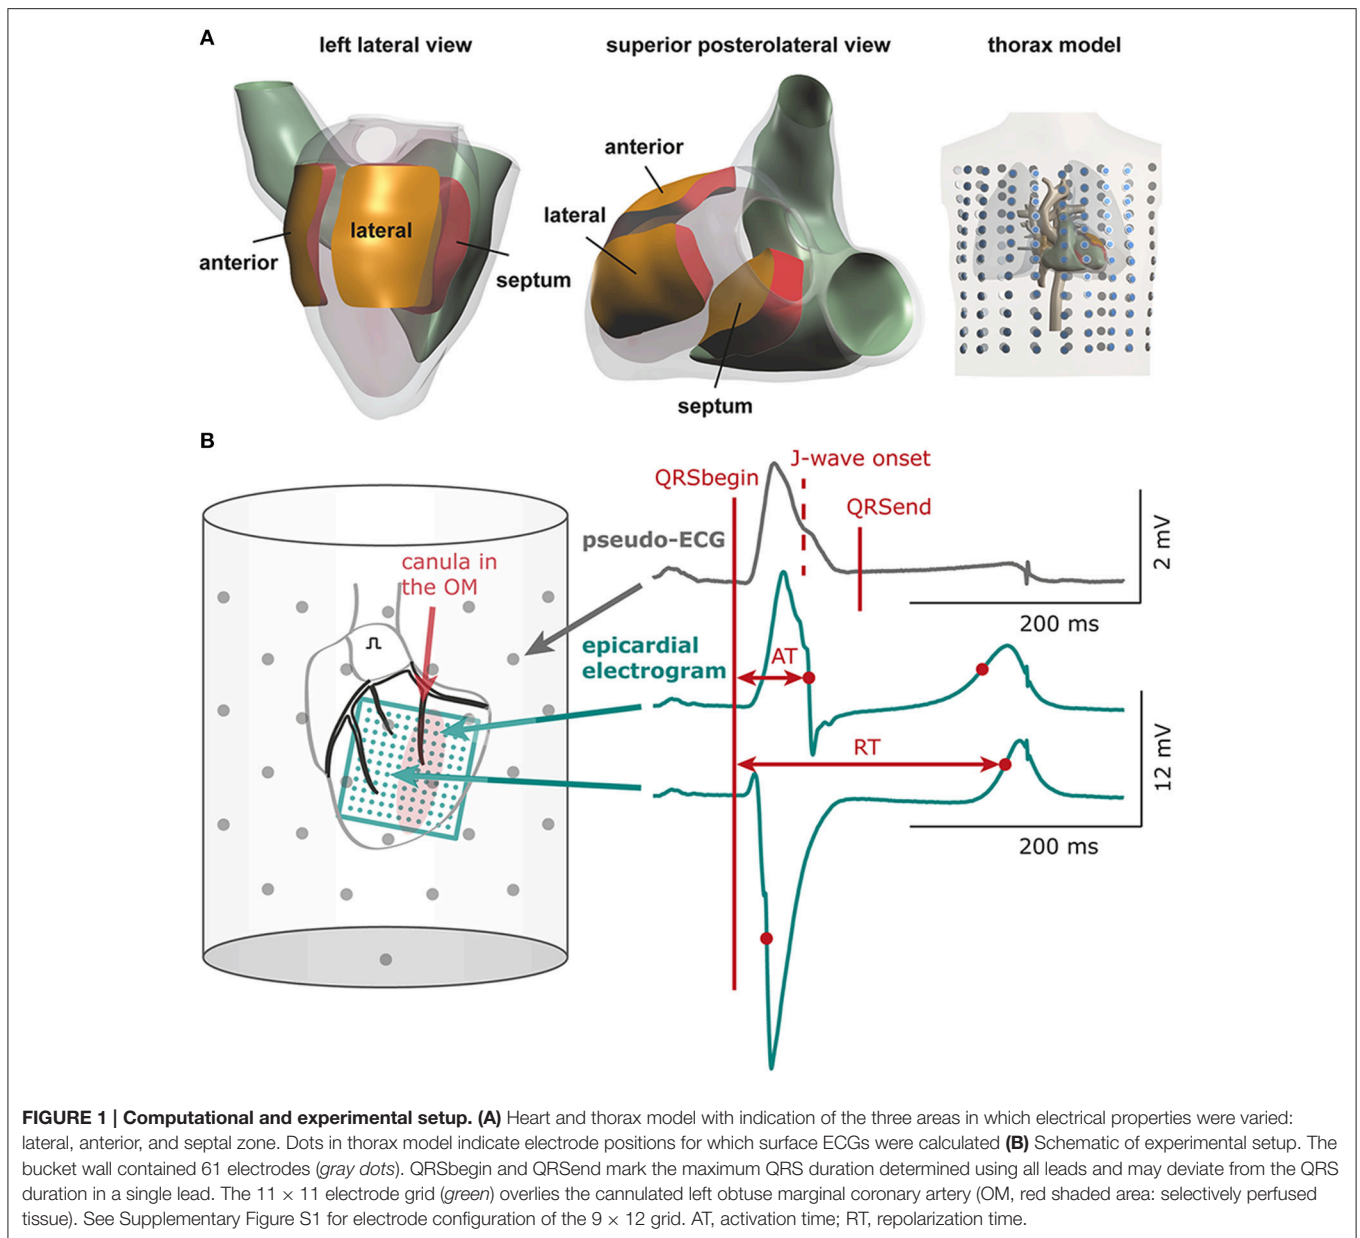 A
left lateral view
superior posterolateral view
thorax model
anterior
lateral
septum
anterior
lateral
septum
B
QRSbegin
J-wave onset
QRSend
pseudo-ECG
canula in
the OM
2 mV
200 ms
epicardial
electrogram
AT
RT
12 mV
200 ms
FIGURE 1 | Computational and experimental setup. (A) Heart and thorax model with indication of the three areas in which electrical properties were varied:
lateral, anterior, and septal zone. Dots in thorax model indicate electrode positions for which surface ECGs were calculated (B) Schematic of experimental setup. The
bucket wall contained 61 electrodes (gray dots). QRSbegin and QRSend mark the maximum QRS duration determined using all leads and may deviate from the QRS
duration in a single lead. The 11 × 11 electrode grid (green) overlies the cannulated left obtuse marginal coronary artery (OM, red shaded area: selectively perfused
tissue). See Supplementary Figure S1 for electrode configuration of the 9 × 12 grid. AT, activation time; RT, repolarization time.